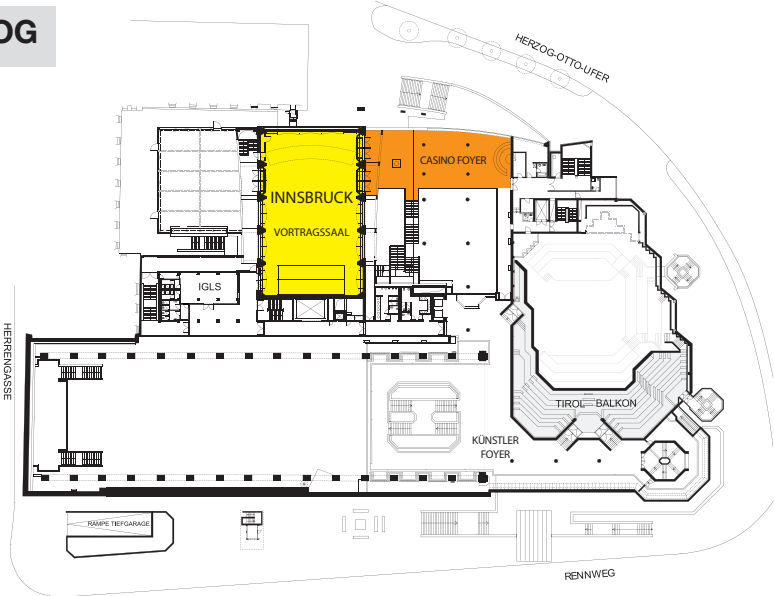 OG
HERZOG-OTTO-UFER
CASINO FOYER
INNSBRUCK
VORTRAGSSAAL
IGLS
HERRENGASSE
TIROL BALKON
KÜNSTLER
FOYER
RAMPE TIEFGARAGE
RENNWEG